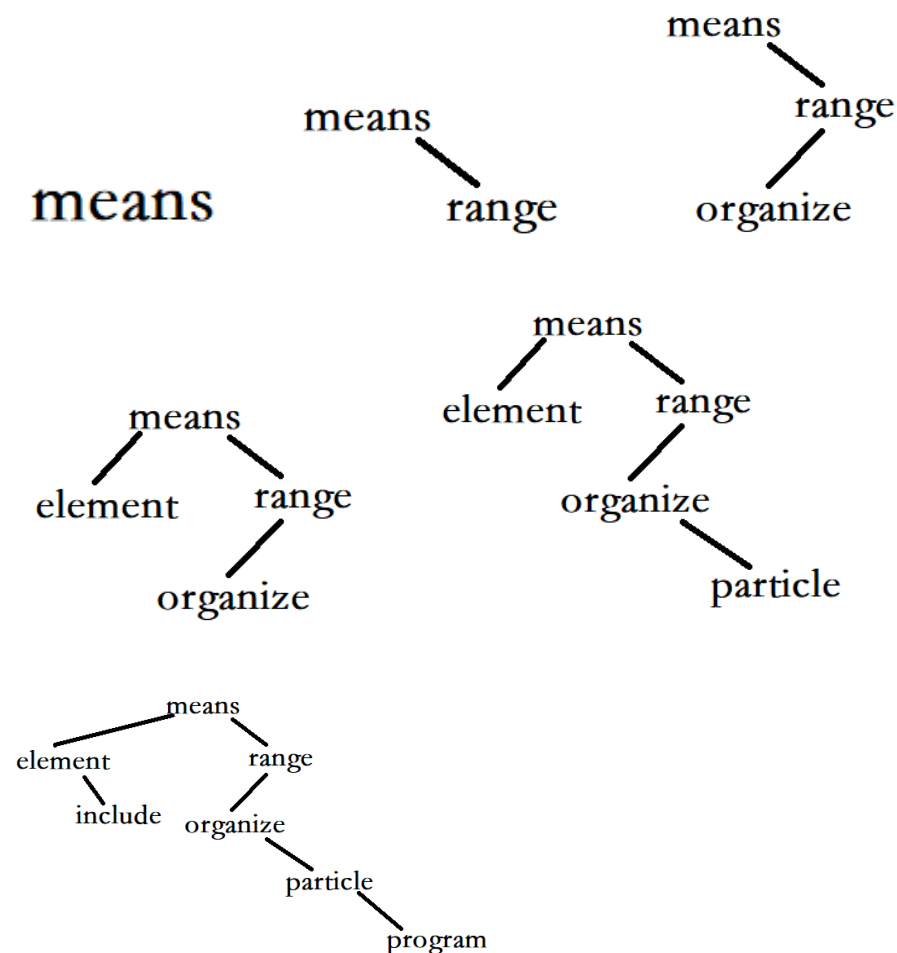 means
means
range
means
range
organize
means
element
range
organize
means
element
range
organize
particle
means
element
range
include
organize
particle
program